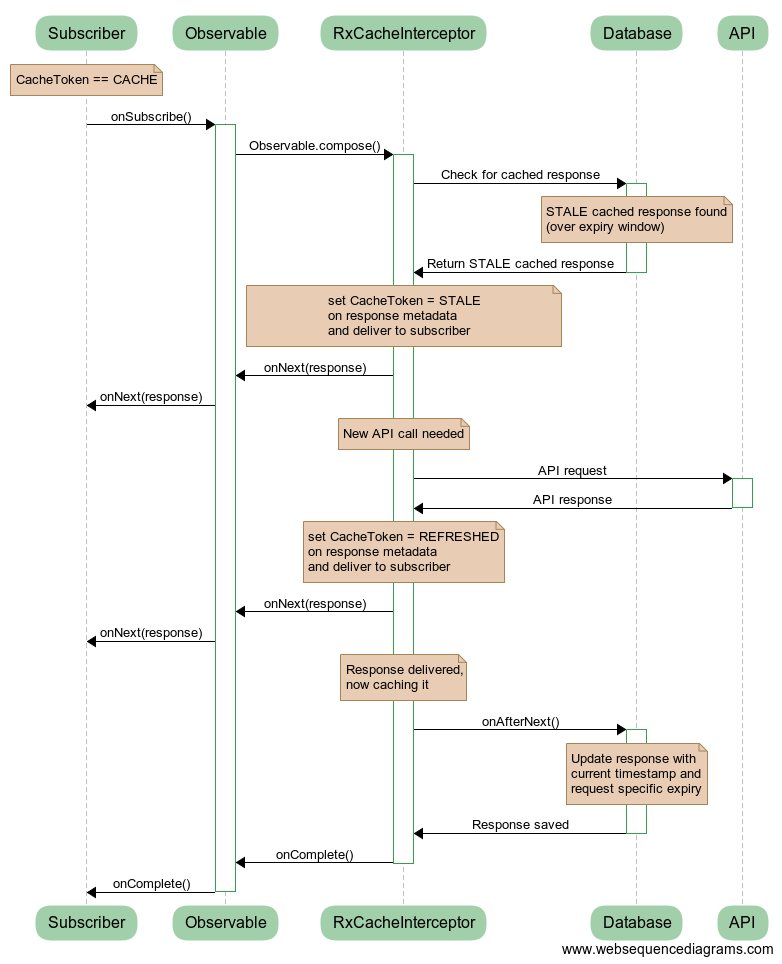 Subscriber
Observable
RxCacheInterceptor
Database
API
CacheToken == CACHE
onSubscribe()
Observable.compose()
Check for cached response
STALE cached response found
(over expiry window)
Return STALE cached response
set CacheToken = STALE
on response metadata
and deliver to subscriber
onNext(response)
onNext(response)
New API call needed
API request
API response
set CacheToken = REFRESHED
on response metadata
and deliver to subscriber
onNext(response)
onNext(response)
Response delivered,
now caching it
onAfterNext()
Update response with
current timestamp and
request specific expiry
Response saved
onComplete()
onComplete()
Subscriber
Observable
RxCacheInterceptor
Database
API
www.websequencediagrams.com